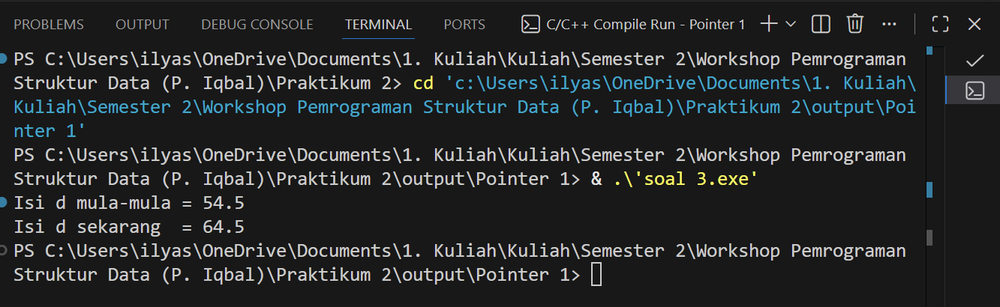 PROBLEMS OUTPUT DEBUG CONSOLE TERMINAL PORTS C/C++ Compile Run - Pointer 1
PS C:\Users\ilyas\OneDrive\Documents\1. Kuliah\Kuliah\Semester 2\Workshop Pemrograman
Struktur Data (P. Iqbal)\Praktikum 2> cd 'c:\Users\ilyas\OneDrive\Documents\1. Kuliah\
Kuliah\Semester 2\Workshop Pemrograman Struktur Data (P. Iqbal)\Praktikum 2\output\Poi
nter 1'
PS C:\Users\ilyas\OneDrive\Documents\1. Kuliah\Kuliah\Semester 2\Workshop Pemrograman
Struktur Data (P. Iqbal)\Praktikum 2\output\Pointer 1> & .\'soal 3.exe'
Isi d mula-mula = 54.5
Isi d sekarang  = 64.5
PS C:\Users\ilyas\OneDrive\Documents\1. Kuliah\Kuliah\Semester 2\Workshop Pemrograman
Struktur Data (P. Iqbal)\Praktikum 2\output\Pointer 1>